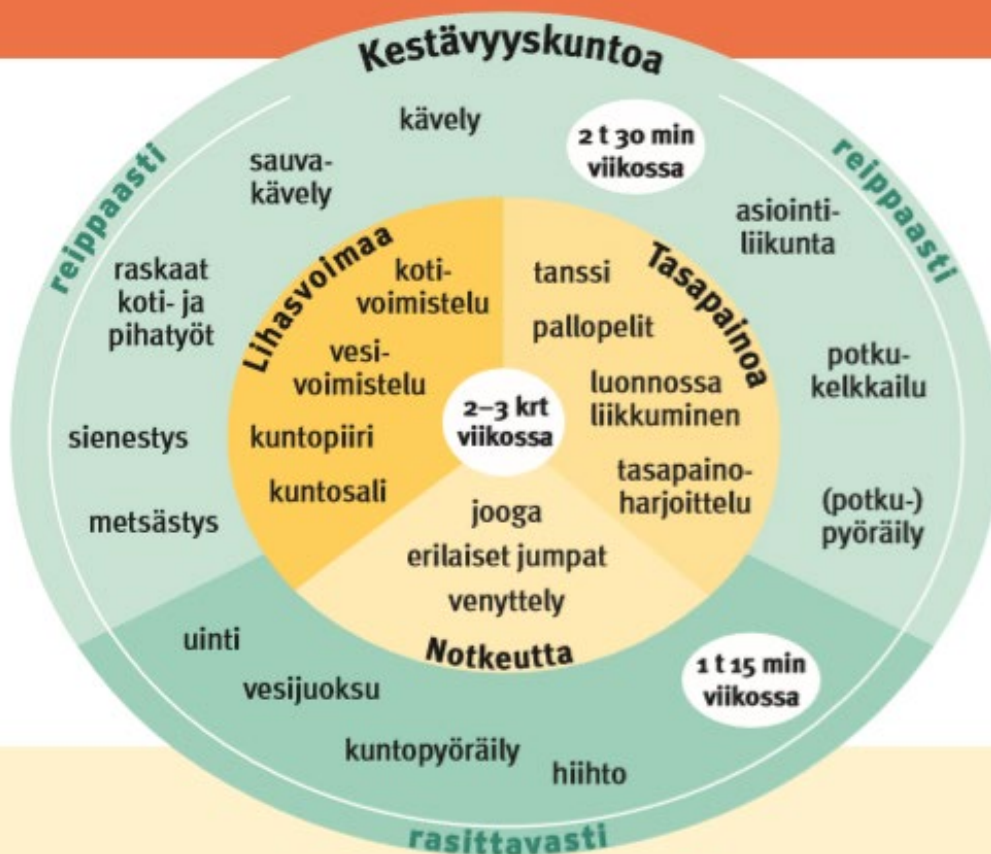 Kestävyyskuntoa
reippaasti
reippaasti
kävely
2 t 30 min
viikossa
sauva-
kävely
asiointi-
liikunta
raskaat
koti- ja
pihatyöt
potku-
kelkkailu
sienestys
metsästys
(potku-)
pyöräily
Lihasvoimaa
koti-
voimistelu
vesi-
voimistelu
kuntopiiri
kuntosali
Tasapainoa
tanssi
pallopelit
luonnossa
liikkuminen
tasapaino-
harjoittelu
2–3 krt
viikossa
jooga
erilaiset jumpat
venyttely
Notkeutta
uinti
vesijuoksu
kuntopyöräily
hiihto
1 t 15 min
viikossa
rasittavasti